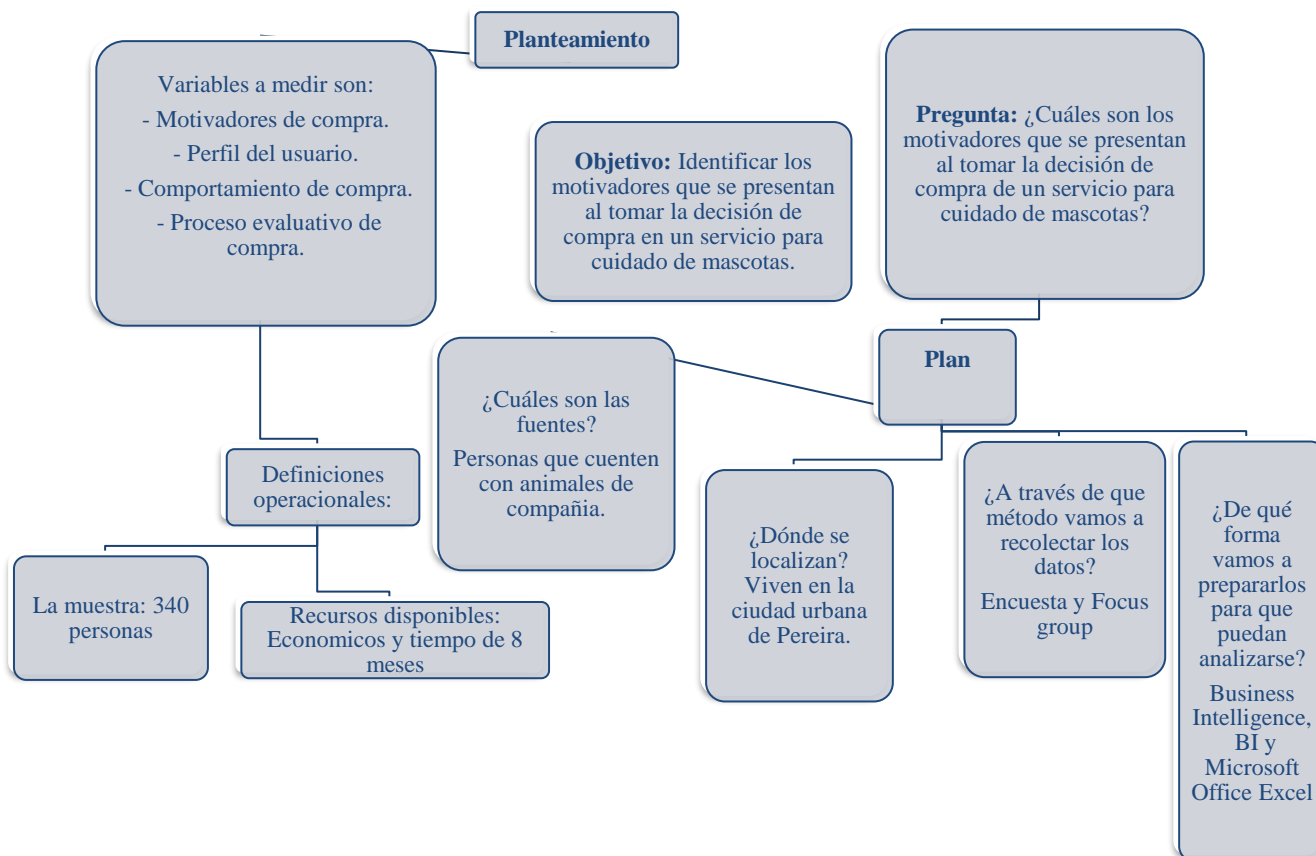 Planteamiento
Variables a medir son:
- Motivadores de compra.
- Perfil del usuario.
- Comportamiento de compra.
- Proceso evaluativo de
compra.
Objetivo: Identificar los
motivadores que se presentan
al tomar la decisión de
compra en un servicio para
cuidado de mascotas.
Pregunta: ¿Cuáles son los
motivadores que se presentan
al tomar la decisión de
compra de un servicio para
cuidado de mascotas?
Plan
¿Cuáles son las
fuentes?
Personas que cuenten
con animales de
compañia.
Definiciones
operacionales:
La muestra: 340
personas
Recursos disponibles:
Economicos y tiempo de 8
meses
¿Dónde se
localizan?
Viven en la
ciudad urbana
de Pereira.
¿A través de que
método vamos a
recolectar los
datos?
Encuesta y Focus
group
¿De qué
forma
vamos a
prepararlos
para que
puedan
analizarse?
Business
Intelligence,
BI y
Microsoft
Office Excel